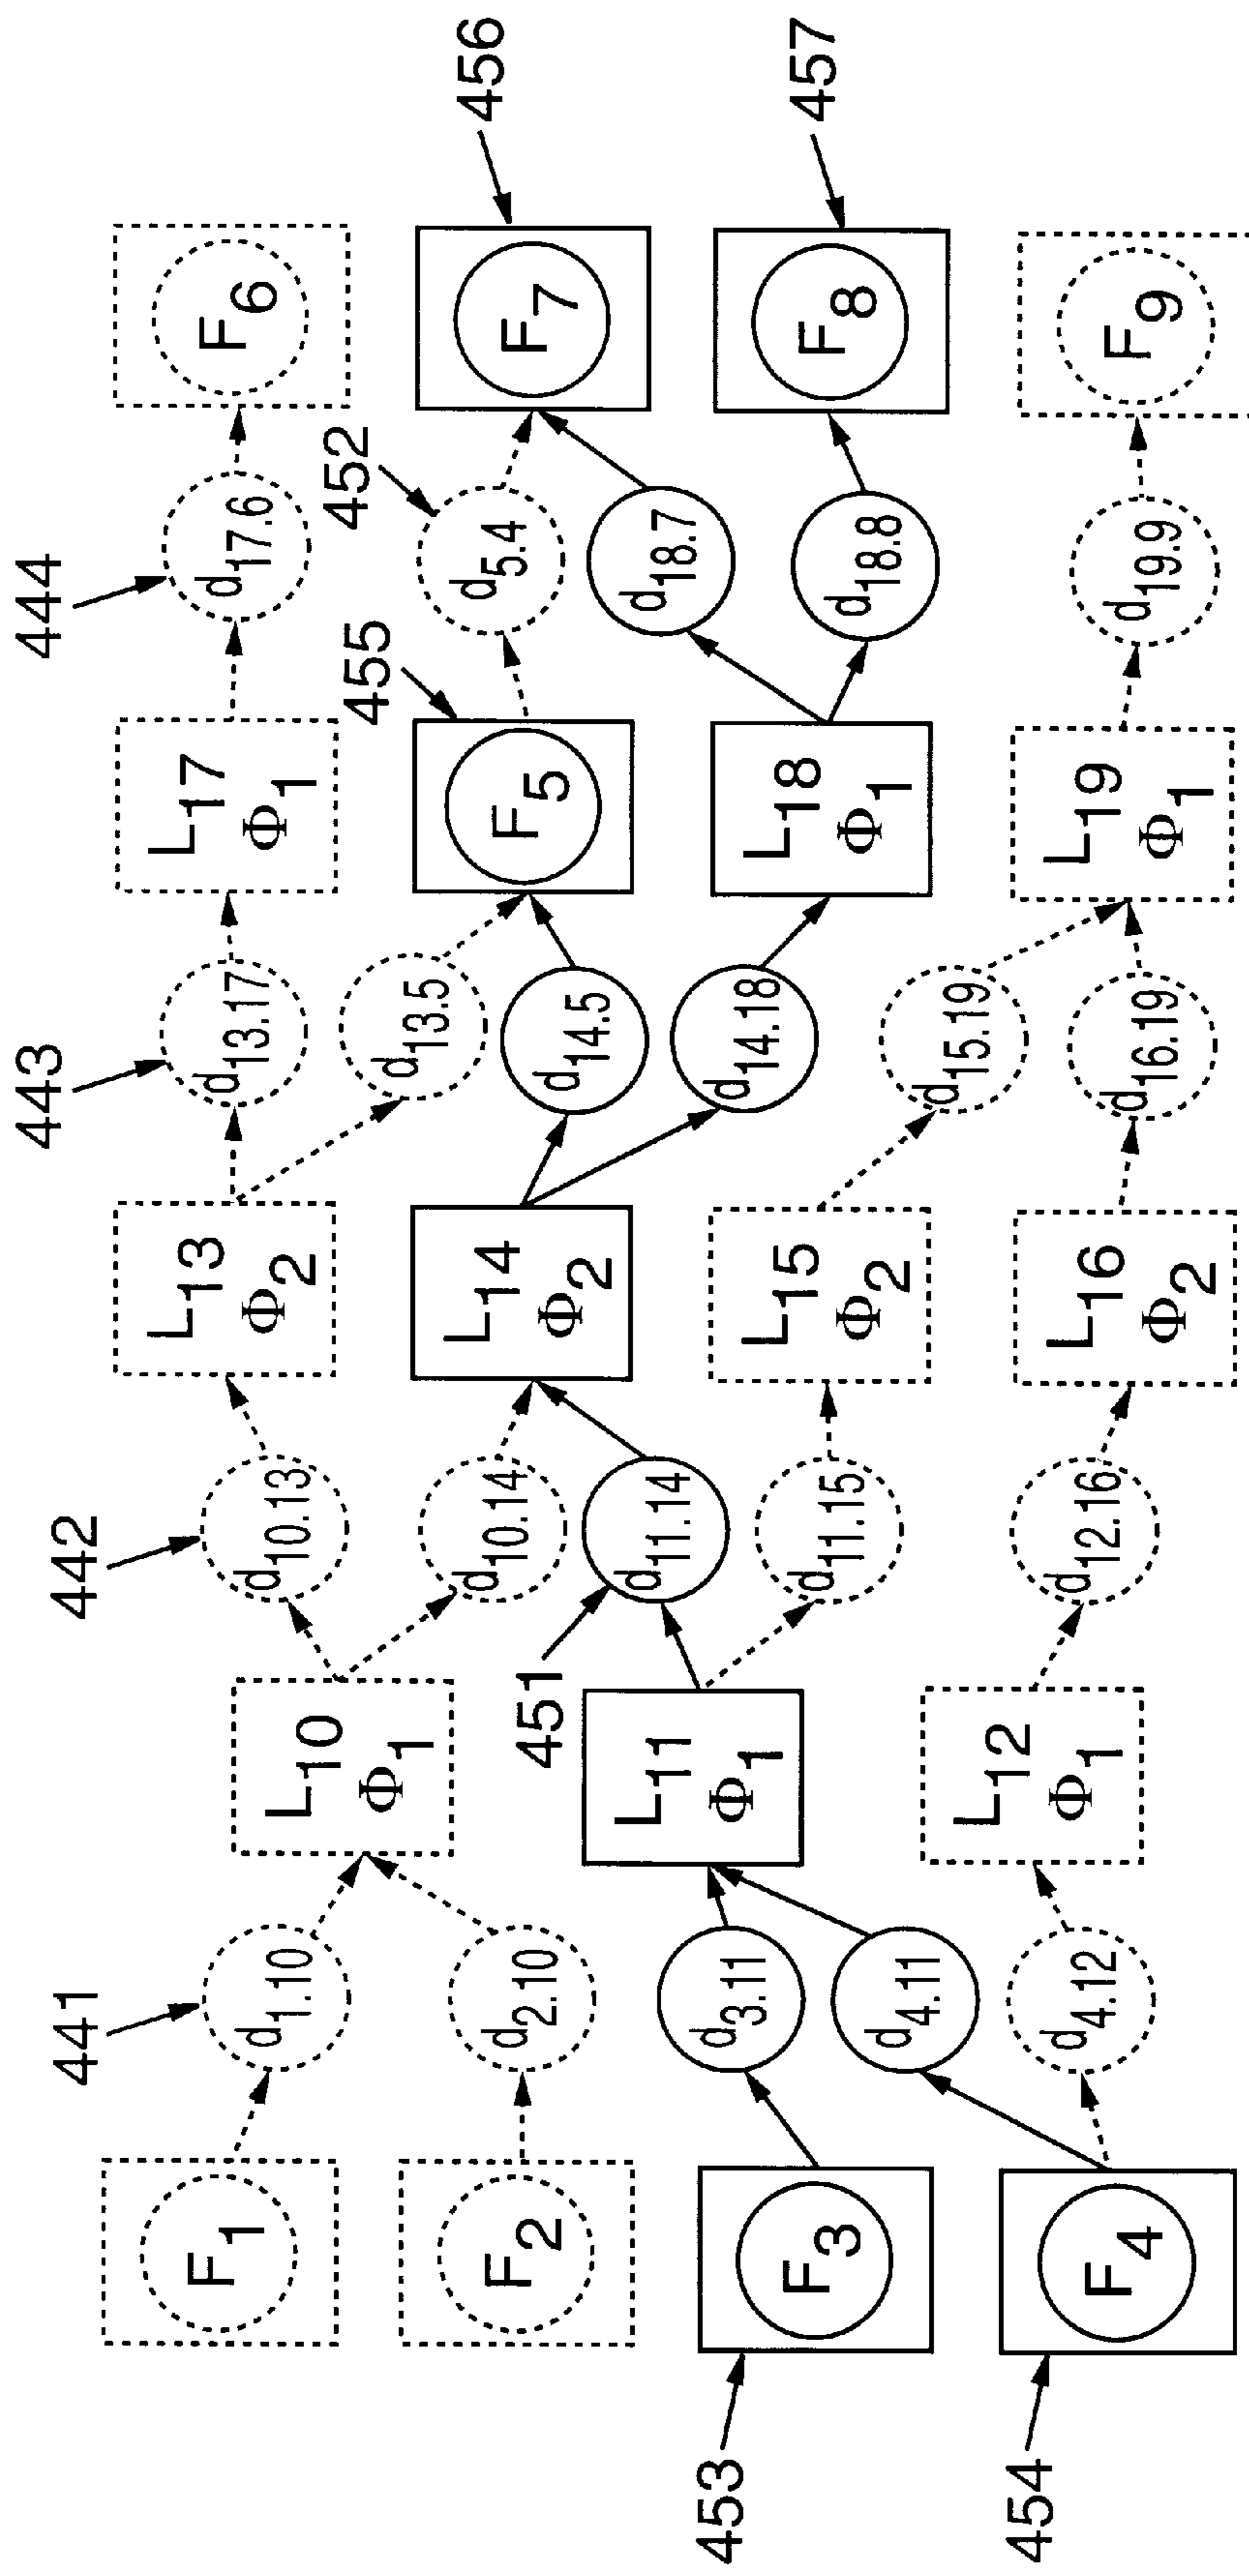 441
442
443
444
F1
d1.10
L10
Φ1
d10.13
L13
Φ2
d13.17
L17
Φ1
d17.6
F6
F2
d2.10
d10.14
d13.5
455
452
d5.4
F7
456
451
d11.14
L14
Φ2
d14.5
F5
453
F3
d3.11
L11
Φ1
d11.15
L15
Φ2
d14.18
L18
Φ1
d18.7
d18.8
F8
457
454
F4
d4.11
d4.12
L12
Φ1
d12.16
L16
Φ2
d15.19
d16.19
L19
Φ1
d19.9
F9